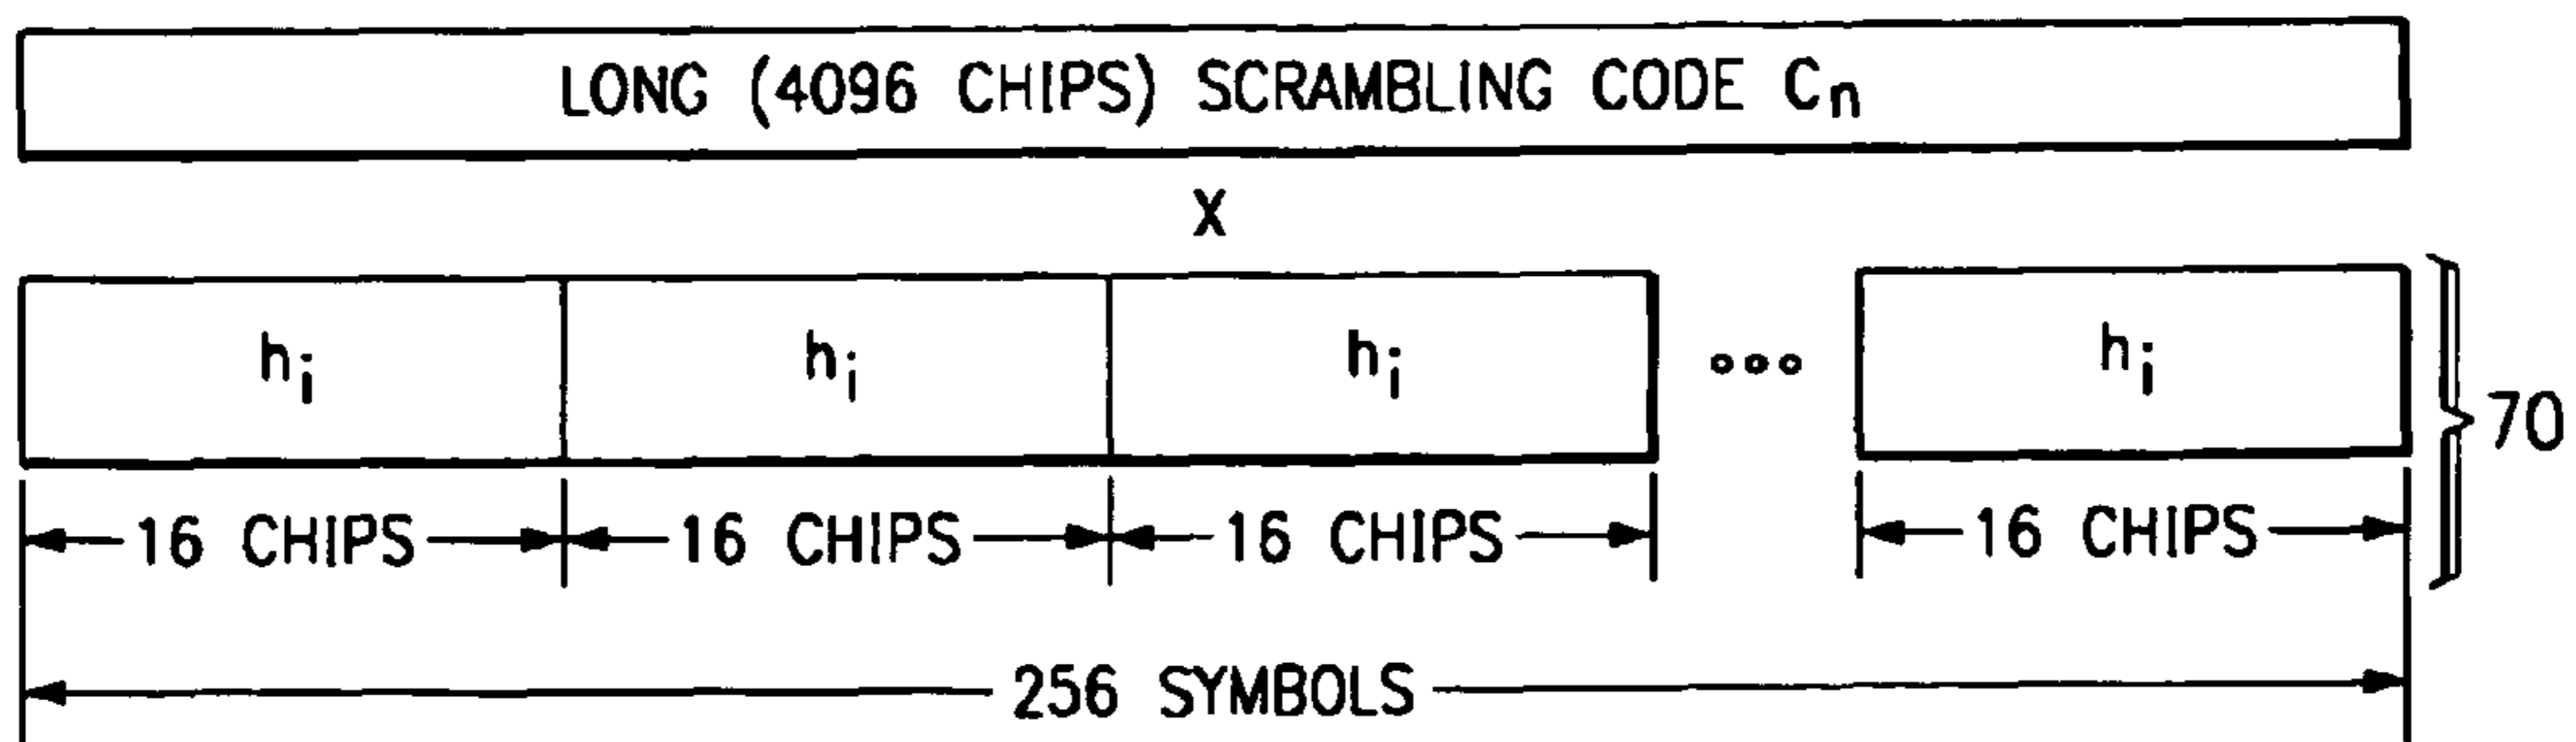 LONG (4096 CHIPS) SCRAMBLING CODE Cn
X
hi hi hi ooo hi
70
16 CHIPS 16 CHIPS 16 CHIPS 16 CHIPS
256 SYMBOLS